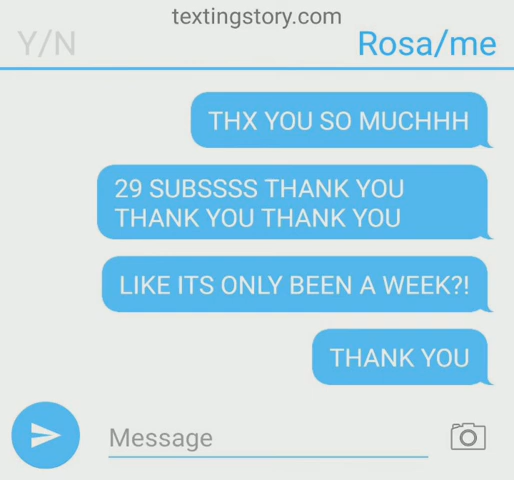 textingstory.com
Y/N
Rosa/me
THX YOU SO MUCHHH
29 SUBSSSS THANK YOU
THANK YOU THANK YOU
LIKE ITS ONLY BEEN A WEEK?!
THANK YOU
Message